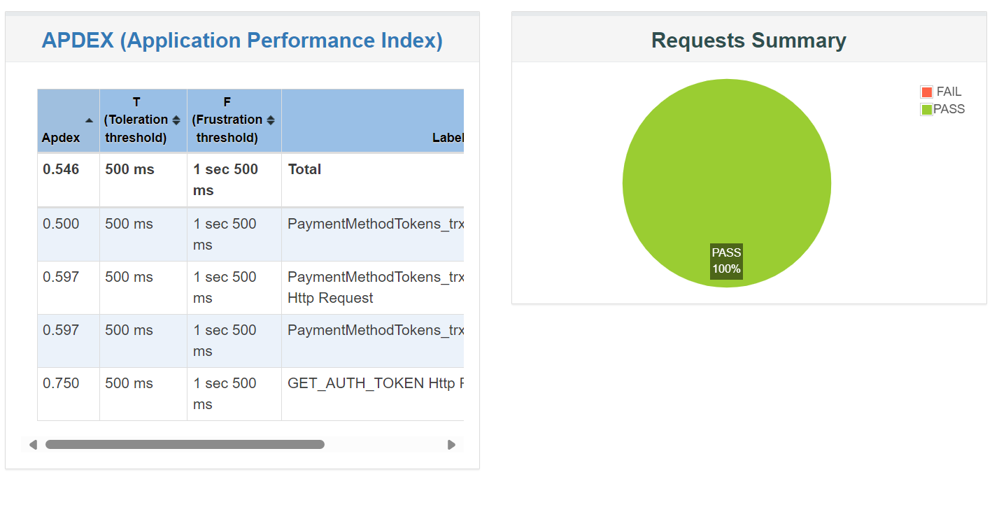 APDEX (Application Performance Index)
Apdex
T
(Toleration
threshold)
F
(Frustration
threshold)
Label
0.546
500 ms
1 sec 500
ms
Total
0.500
500 ms
1 sec 500
ms
PaymentMethodTokens_trx
0.597
500 ms
1 sec 500
ms
PaymentMethodTokens_trx
Http Request
0.597
500 ms
1 sec 500
ms
PaymentMethodTokens_trx
0.750
500 ms
1 sec 500
ms
GET_AUTH_TOKEN Http
Requests Summary
FAIL
PASS
PASS
100%